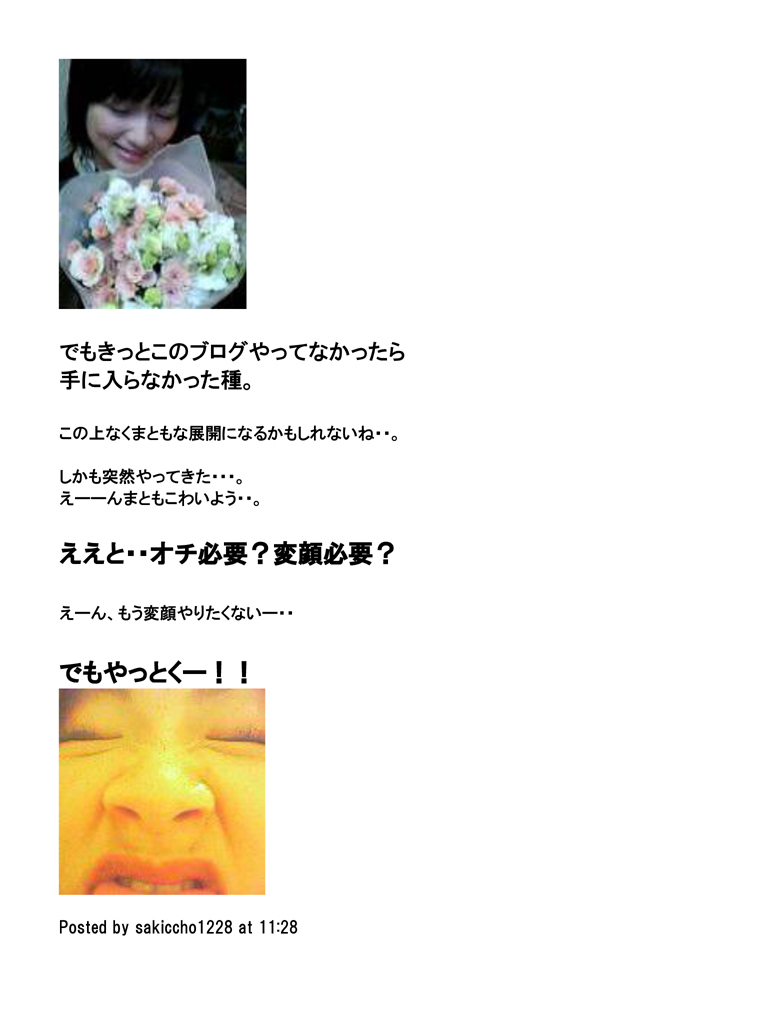 でもきっとこのブログやってなかったら
手に入らなかった種。
この上なくまともな展開になるかもしれないね・・。
しかも突然やってきた・・・。
えーーんまともこわいよう・・。
ええと・・オチ必要？変顔必要？
えーん、もう変顔やりたくないー・・
でもやっとくー！！
Posted by sakiccho1228 at 11:28